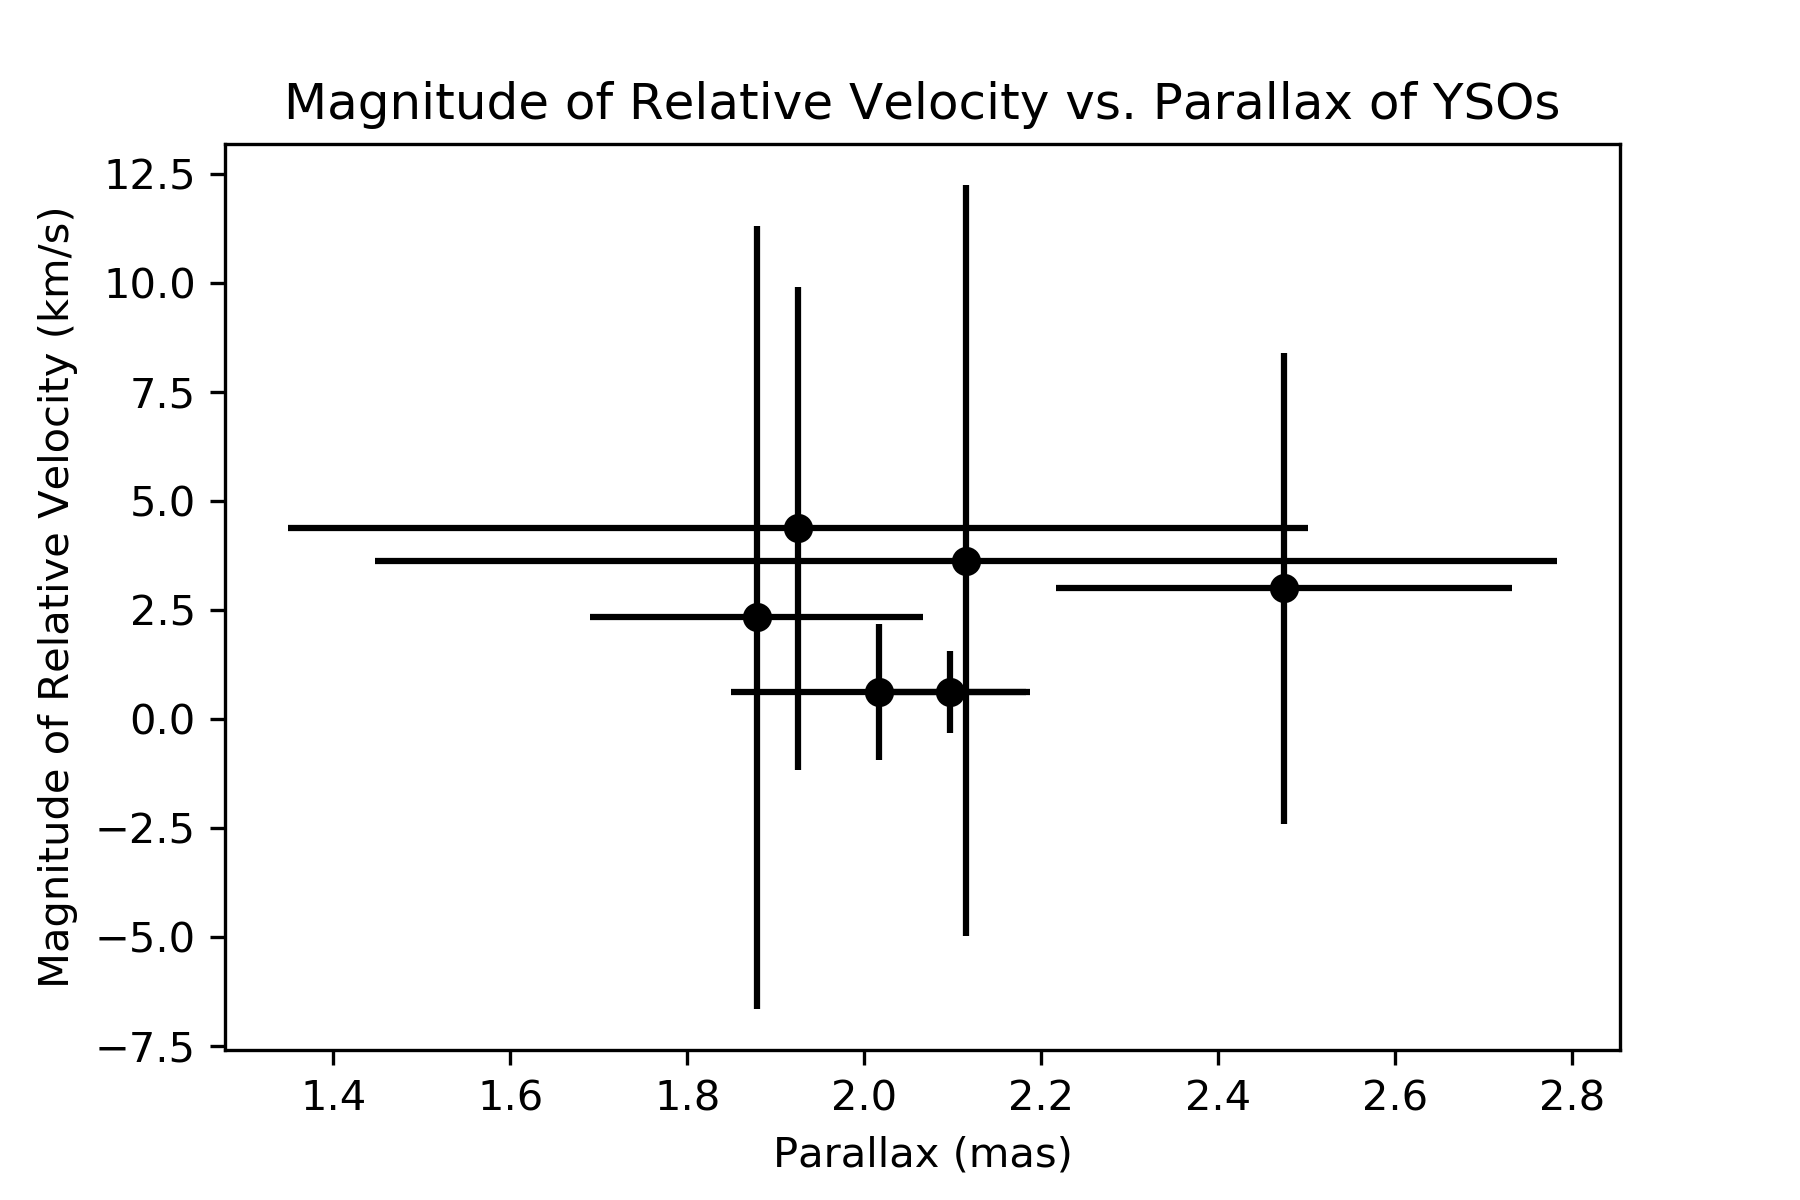 Magnitude of Relative Velocity vs. Parallax of YSOs
Magnitude of Relative Velocity (km/s)
12.5
10.0
7.5
5.0
2.5
0.0
−2.5
−5.0
−7.5
1.4 1.6 1.8 2.0 2.2 2.4 2.6 2.8
Parallax (mas)